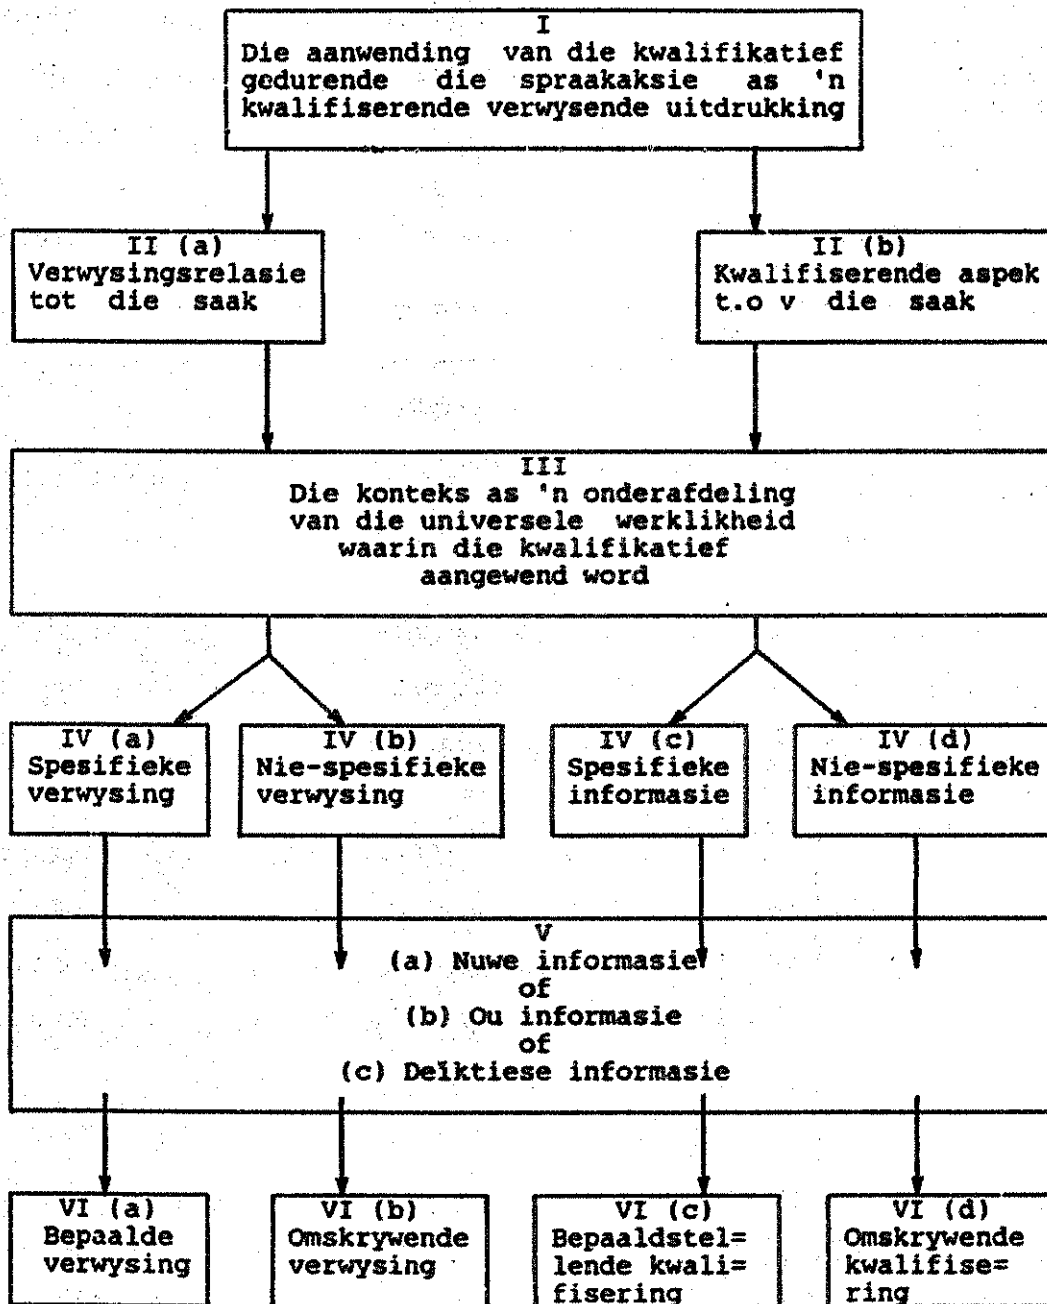 I
Die aanwending van die kwalifikatief
gedurende die spraakaksie as 'n
kwalifiserende verwysende uitdrukking
II (a)
Verwysingsrelasie
tot die saak
II (b)
Kwalifiserende aspek
t.o v die saak
III
Die konteks as 'n onderafdeling
van die universele werklikheid
waarin die kwalifikatief
aangewend word
IV (a)
Spesifieke
verwysing
IV (b)
Nie-spesifieke
verwysing
IV (c)
Spesifieke
informasie
IV (d)
Nie-spesifieke
informasie
V
(a) Nuwe informasie
of
(b) Ou informasie
of
(c) Deïktiese informasie
VI (a)
Bepaalde
verwysing
VI (b)
Omskrywende
verwysing
VI (c)
Bepaaldstel=
lende kwali=
fisering
VI (d)
Omskrywende
kwalifise=
ring